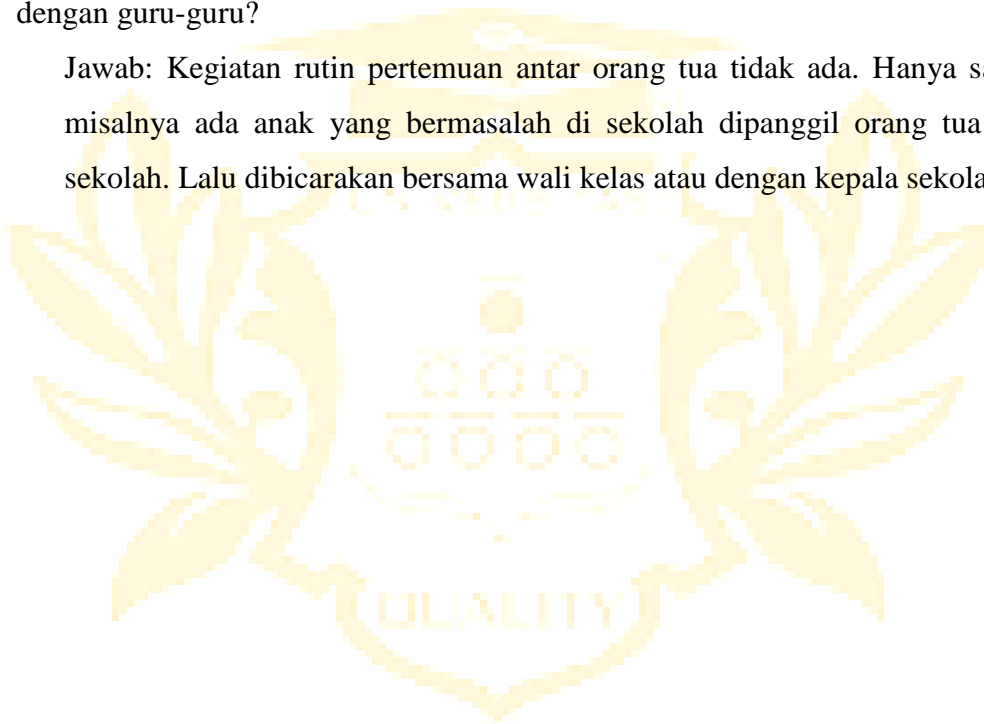 dengan guru-guru?
Jawab: Kegiatan rutin pertemuan antar orang tua tidak ada. Hanya
misalnya ada anak yang bermasalah di sekolah dipanggil orang tua
sekolah. Lalu dibicarakan bersama wali kelas atau dengan kepala
QUALITY